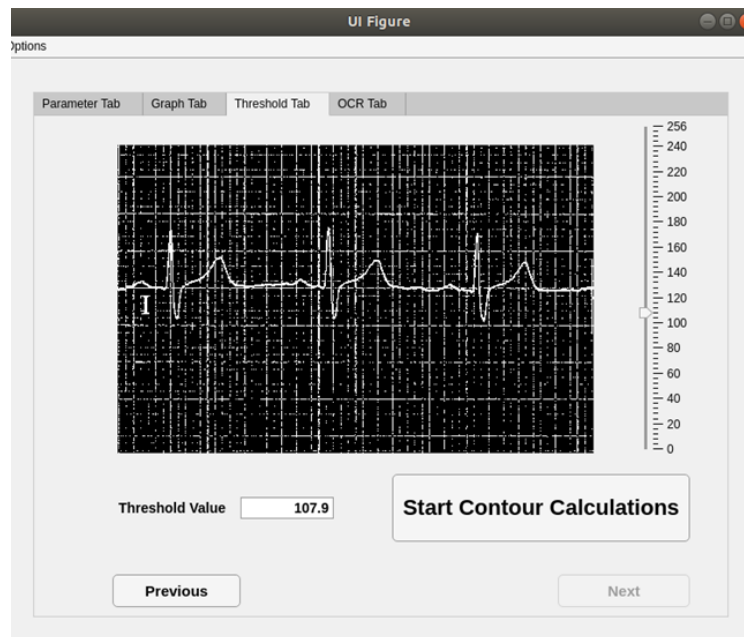 UI Figure
Options
Parameter Tab Graph Tab Threshold Tab OCR Tab
256
240
220
200
180
160
140
120
100
80
60
40
20
0
I
Threshold Value 107.9
Start Contour Calculations
Previous Next